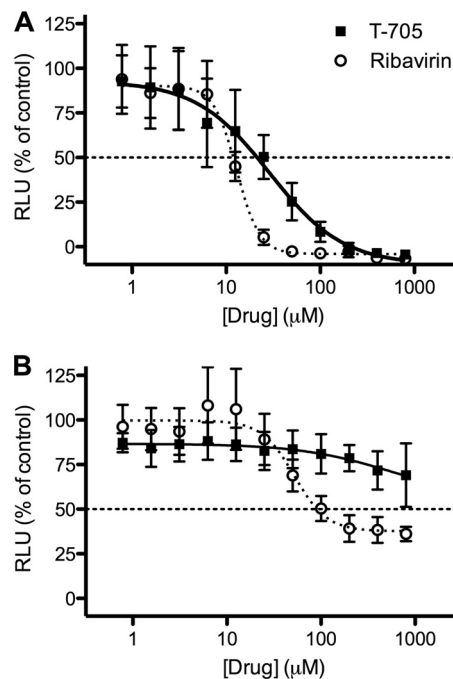 A
T-705
Ribavirin
RLU (% of control)
125
100
75
50
25
0
1
10
100
1000
[Drug] (μM)
B
RLU (% of control)
125
100
75
50
25
0
1
10
100
1000
[Drug] (μM)